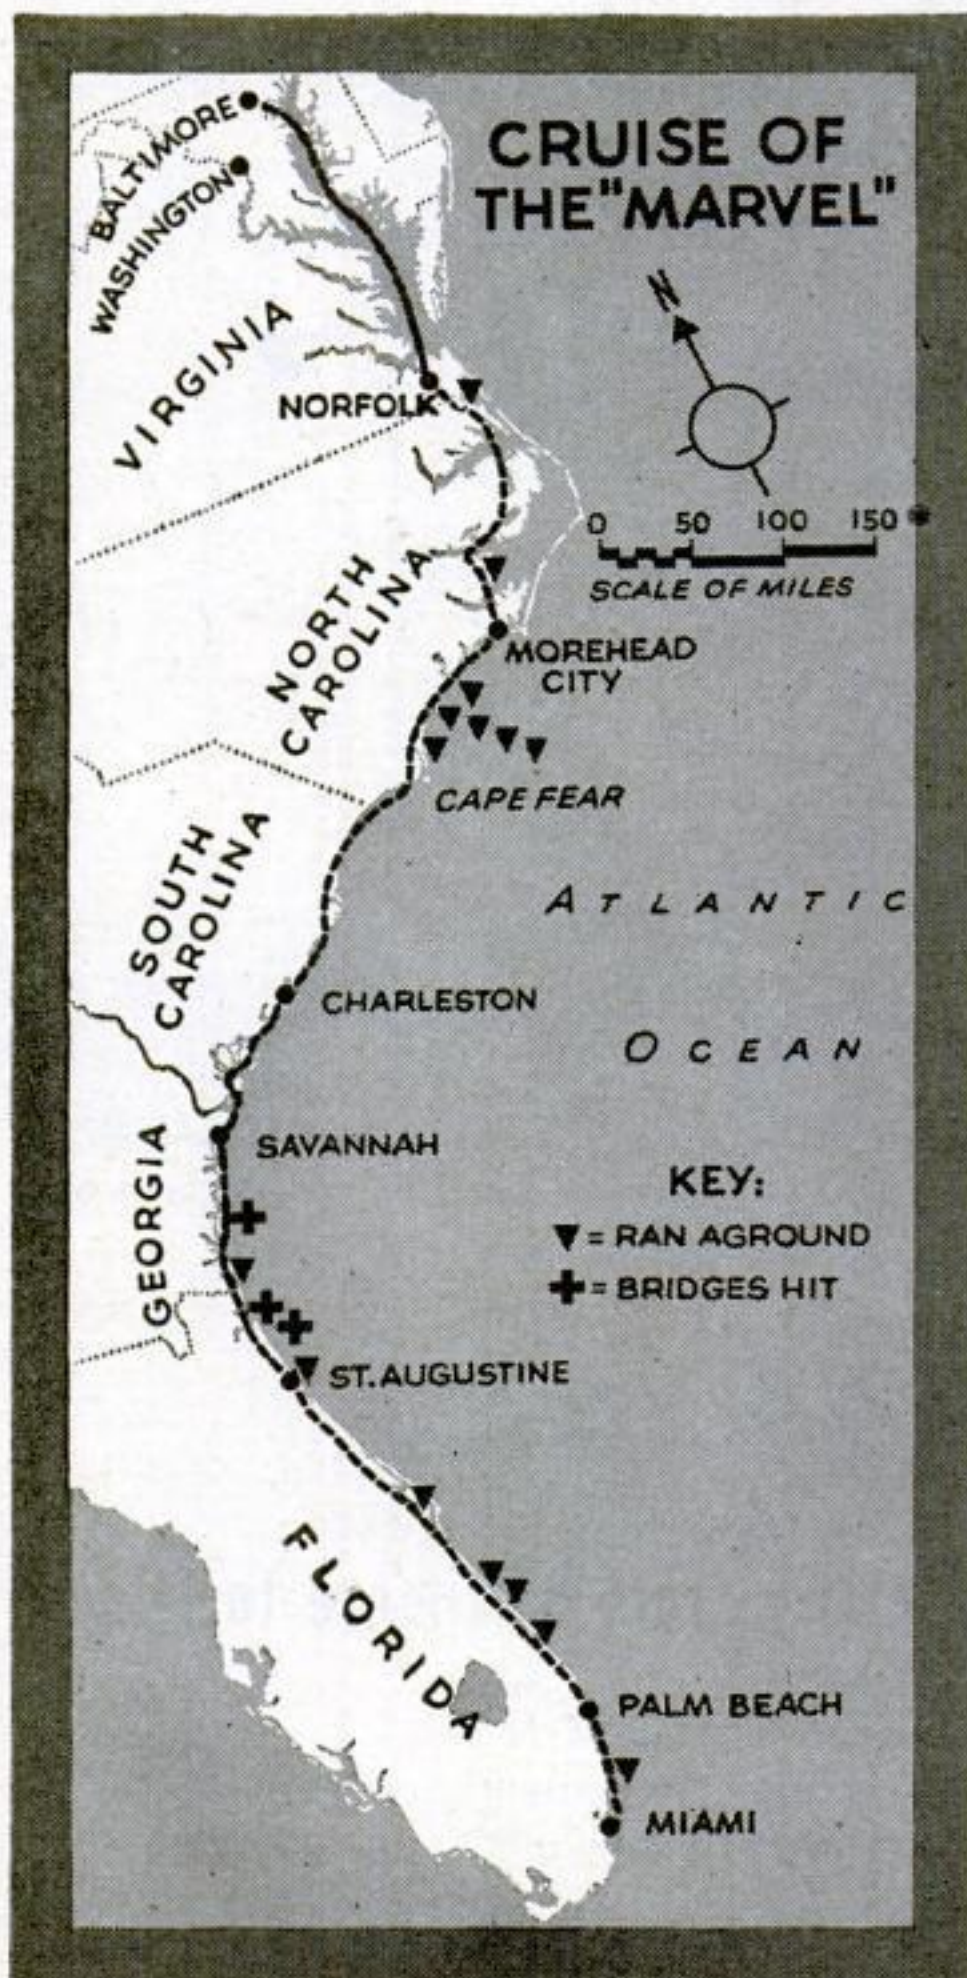 CRUISE OF
THE "MARVEL"
BALTIMORE
WASHINGTON
VIRGINIA
N
NORFOLK
0 50 100 150
SCALE OF MILES
NORTH
CAROLINA
MOREHEAD
CITY
CAPE FEAR
SOUTH
CAROLINA
ATLANTIC
OCEAN
CHARLESTON
SAVANNAH
GEORGIA
KEY:
▼ = RAN AGROUND
✚ = BRIDGES HIT
ST. AUGUSTINE
FLORIDA
PALM BEACH
MIAMI